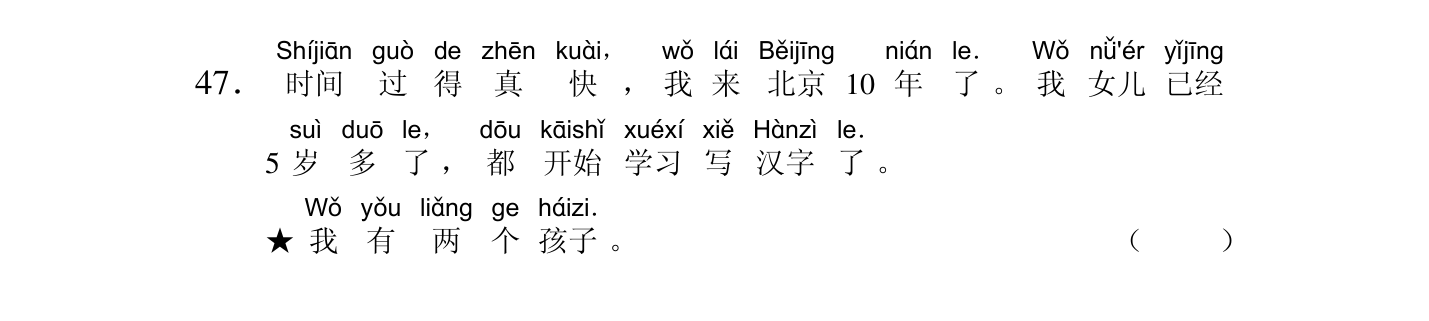 Shíjiān guò de zhēn kuài, wǒ lái Běijīng nián le. Wǒ nǚ'ér yǐjīng
47. 时间 过 得 真 快 , 我 来 北京 10 年 了 。 我 女儿 已经
suì duō le, dōu kāishǐ xuéxí xiě Hànzì le.
5 岁 多 了 , 都 开始 学习 写 汉字 了 。
Wǒ yǒu liǎng ge háizi.
★ 我 有 两 个 孩子 。 ( )